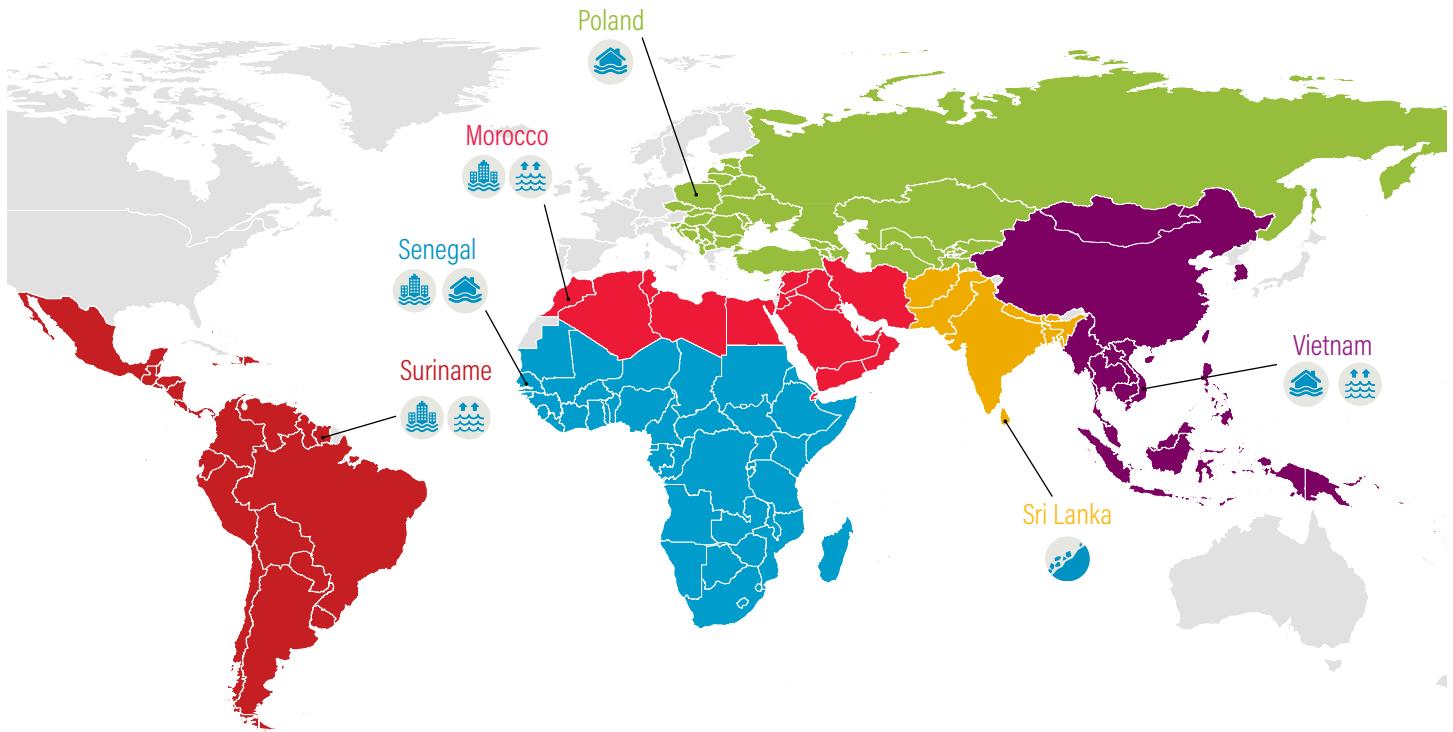 Poland
Morocco
Senegal
Suriname
Vietnam
Sri Lanka